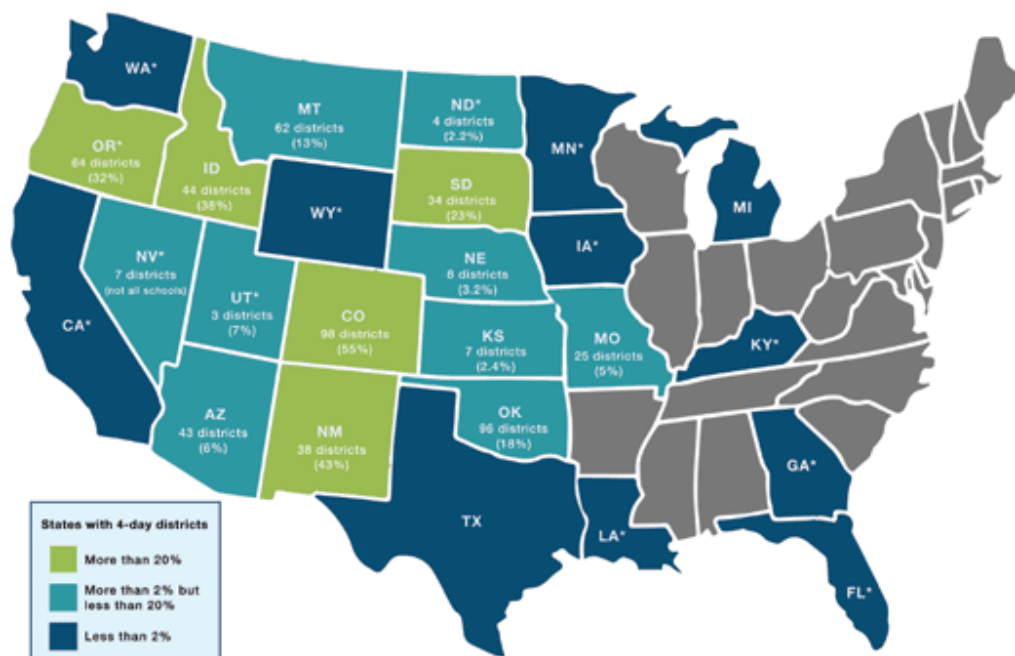 WA*
MT
62 districts
(13%)
ND*
4 districts
(2.2%)
MN*
OR*
64 districts
(32%)
ID
44 districts
(38%)
SD
34 districts
(23%)
MI
WY*
IA*
NE
8 districts
(3.2%)
NV*
7 districts
(not all schools)
UT*
3 districts
(7%)
CO
98 districts
(55%)
CA*
KS
7 districts
(2.4%)
MO
25 districts
(5%)
KY*
AZ
43 districts
(6%)
NM
38 districts
(43%)
OK
96 districts
(18%)
GA*
TX
LA*
FL*
States with 4-day districts
More than 20%
More than 2% but
less than 20%
Less than 2%